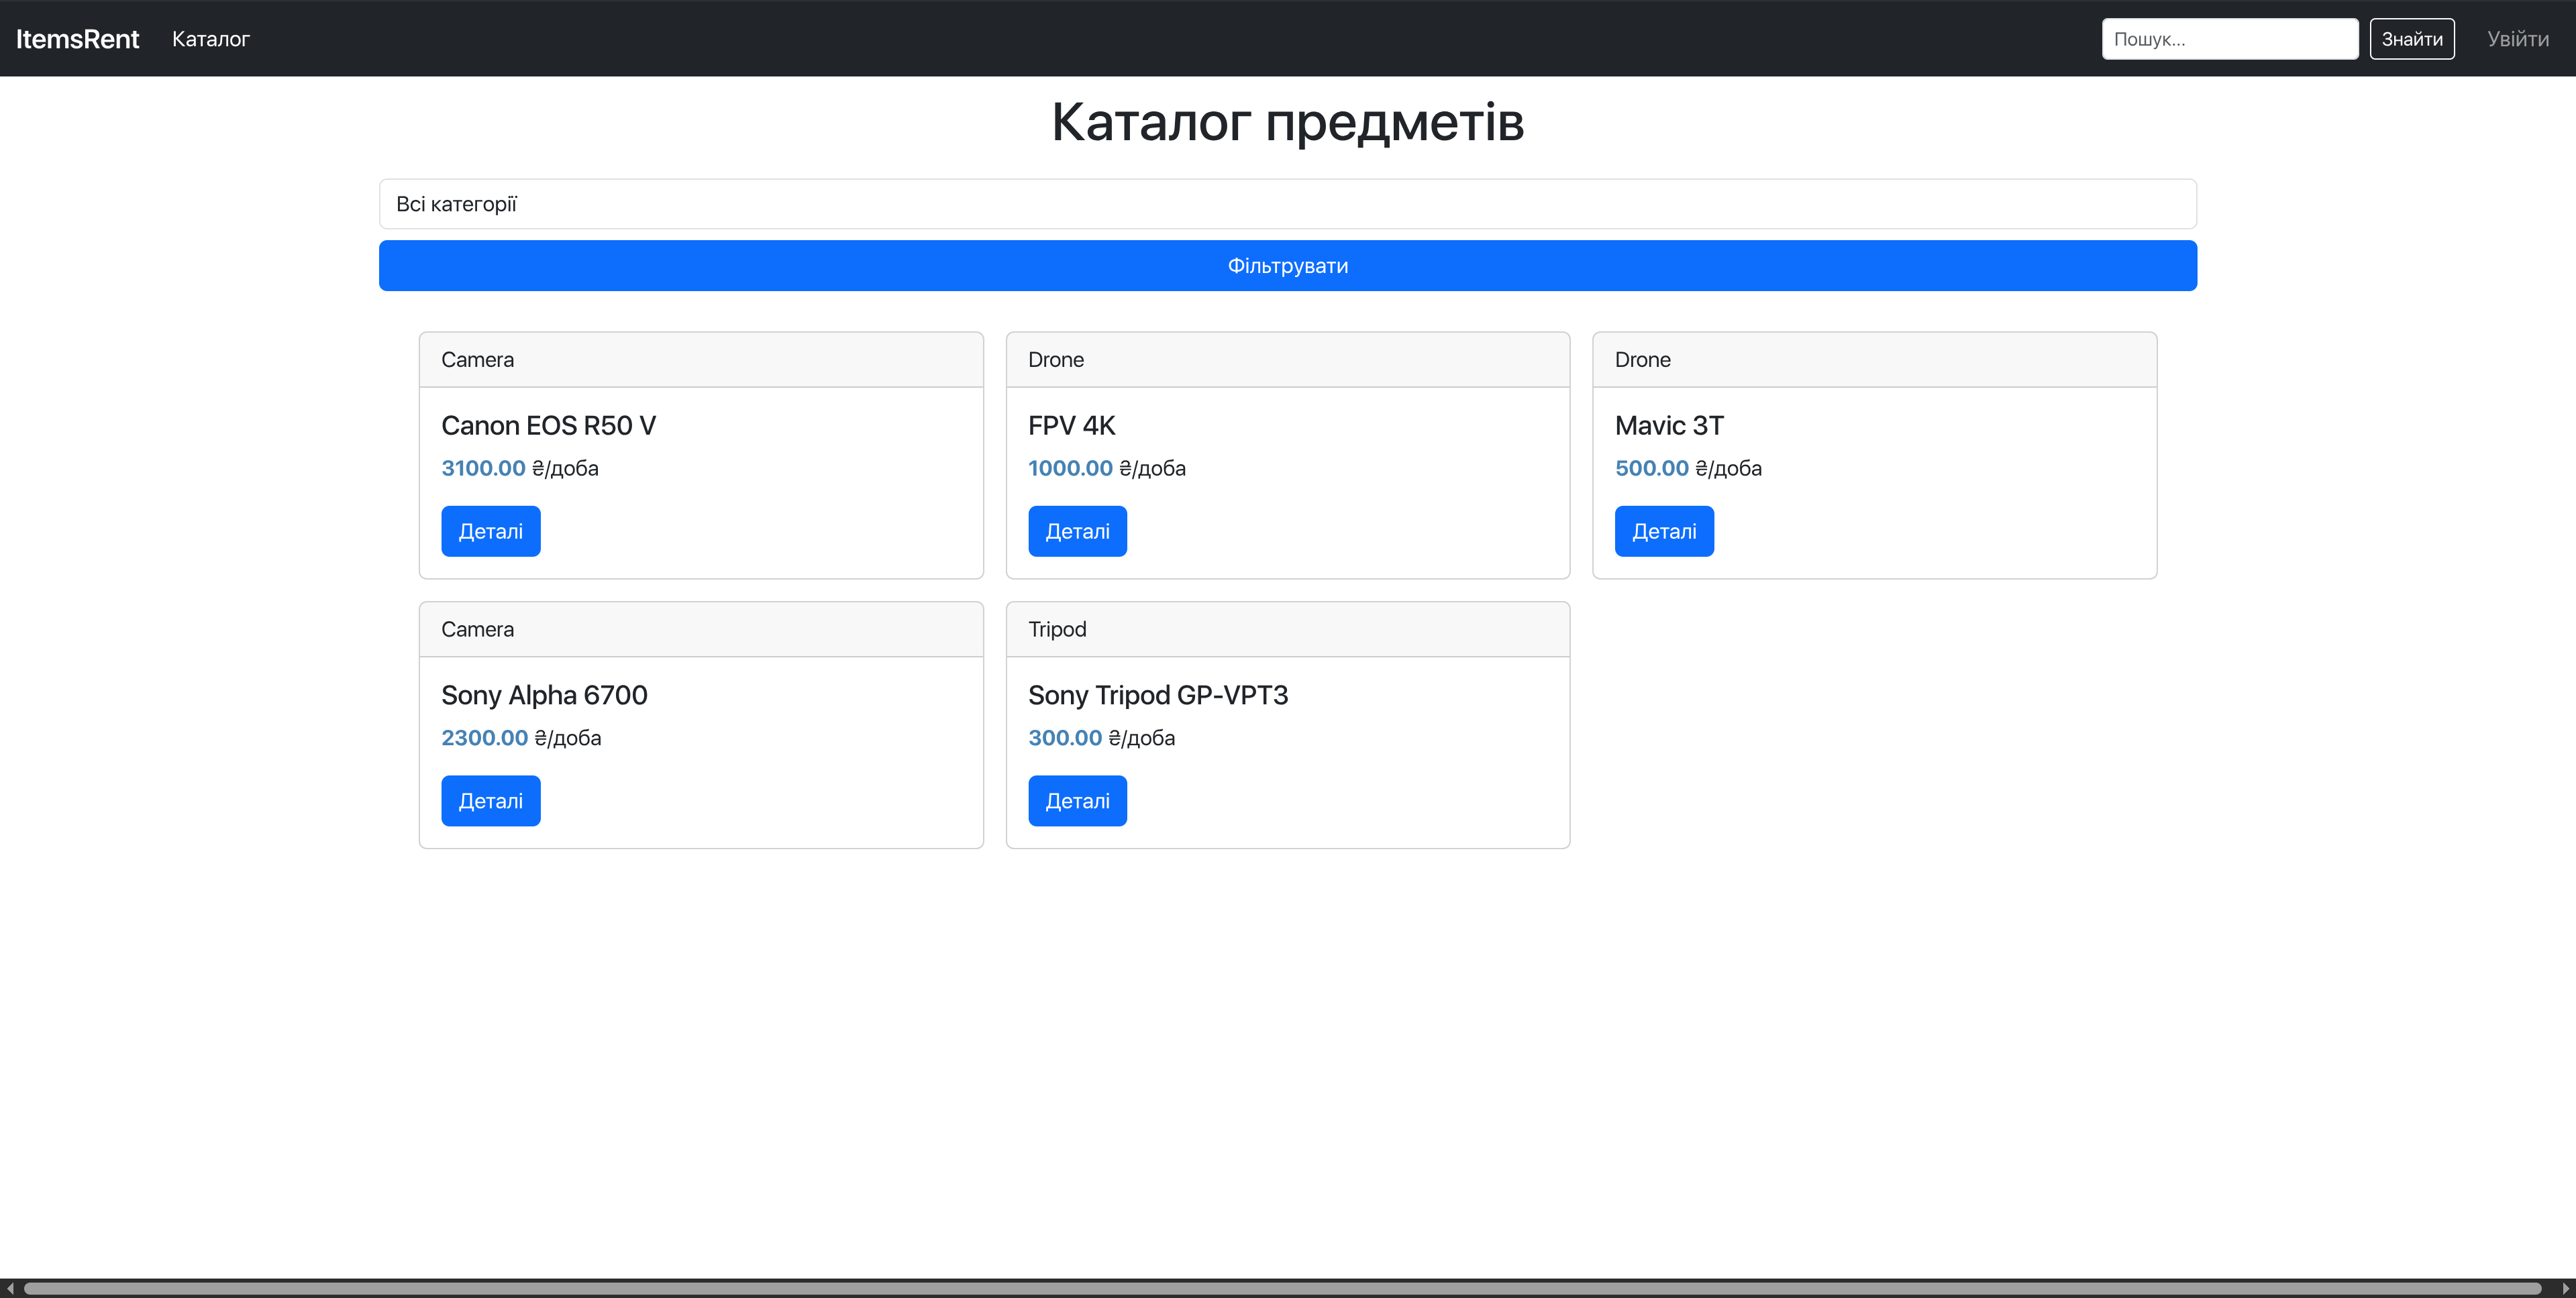 ItemsRent Каталог Пошук... Знайти Увійти
Каталог предметів
Всі категорії
Фільтрувати
Camera
Canon EOS R50 V
3100.00 ₴/доба
Деталі
Drone
FPV 4K
1000.00 ₴/доба
Деталі
Drone
Mavic 3T
500.00 ₴/доба
Деталі
Camera
Sony Alpha 6700
2300.00 ₴/доба
Деталі
Tripod
Sony Tripod GP-VPT3
300.00 ₴/доба
Деталі